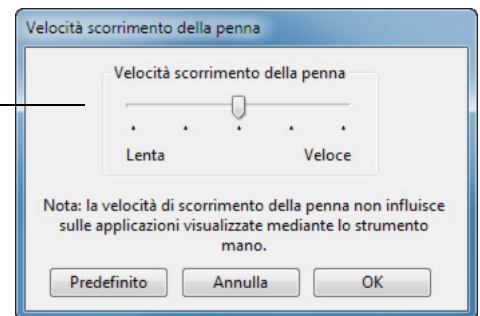 Velocità scorrimento della penna
Velocità scorrimento della penna
Lenta Veloce
Nota: la velocità di scorrimento della penna non influisce
sulle applicazioni visualizzate mediante lo strumento
mano.
Predefinito Annulla OK